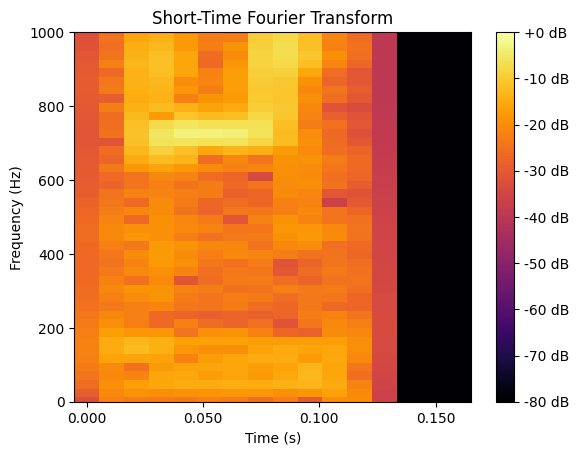 Short-Time Fourier Transform
1000
800
600
400
200
0
Frequency (Hz)
0.000
0.050
0.100
0.150
Time (s)
+0 dB
-10 dB
-20 dB
-30 dB
-40 dB
-50 dB
-60 dB
-70 dB
-80 dB